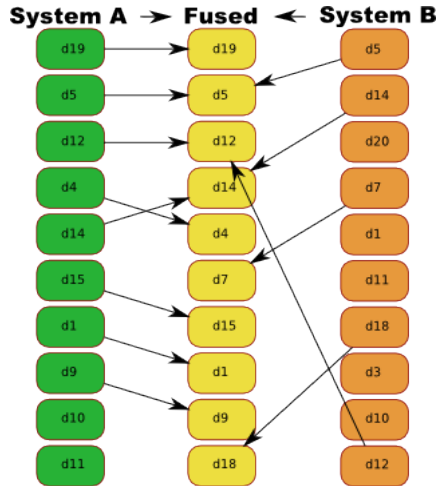 System A Fused System B
d19 d19 d5
d5 d5 d14
d12 d12 d20
d4 d14 d7
d14 d4 d1
d15 d7 d11
d1 d15 d18
d9 d1 d3
d10 d9 d10
d11 d18 d12